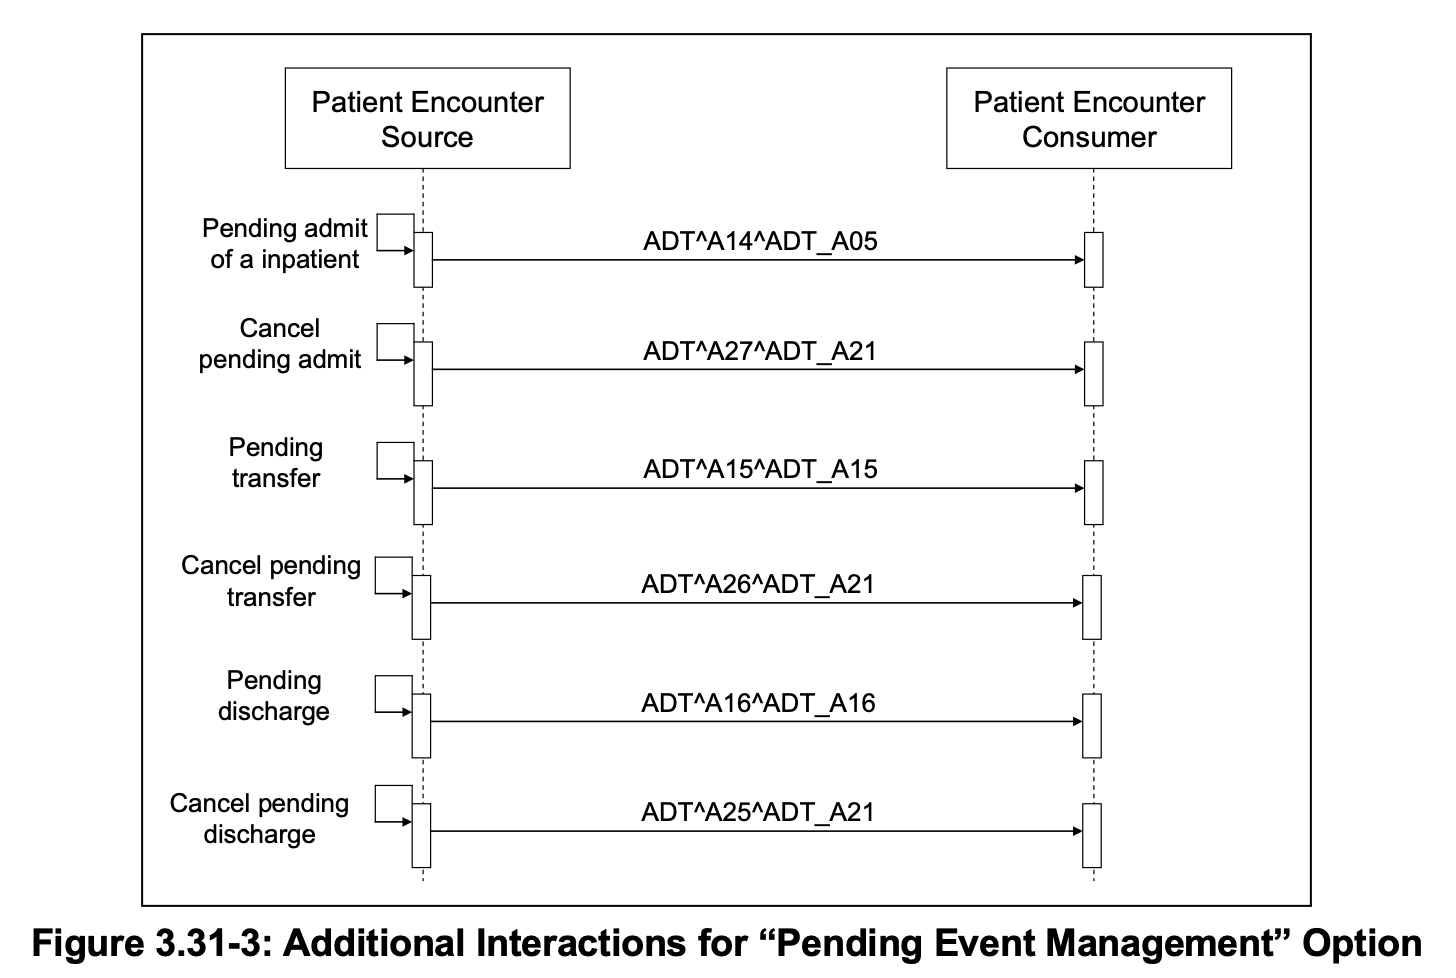 Patient Encounter
Source
Patient Encounter
Consumer
Pending admit
of a inpatient
ADT^A14^ADT_A05
Cancel
pending admit
ADT^A27^ADT_A21
Pending
transfer
ADT^A15^ADT_A15
Cancel pending
transfer
ADT^A26^ADT_A21
Pending
discharge
ADT^A16^ADT_A16
Cancel pending
discharge
ADT^A25^ADT_A21
Figure 3.31-3: Additional Interactions for “Pending Event Management” Option